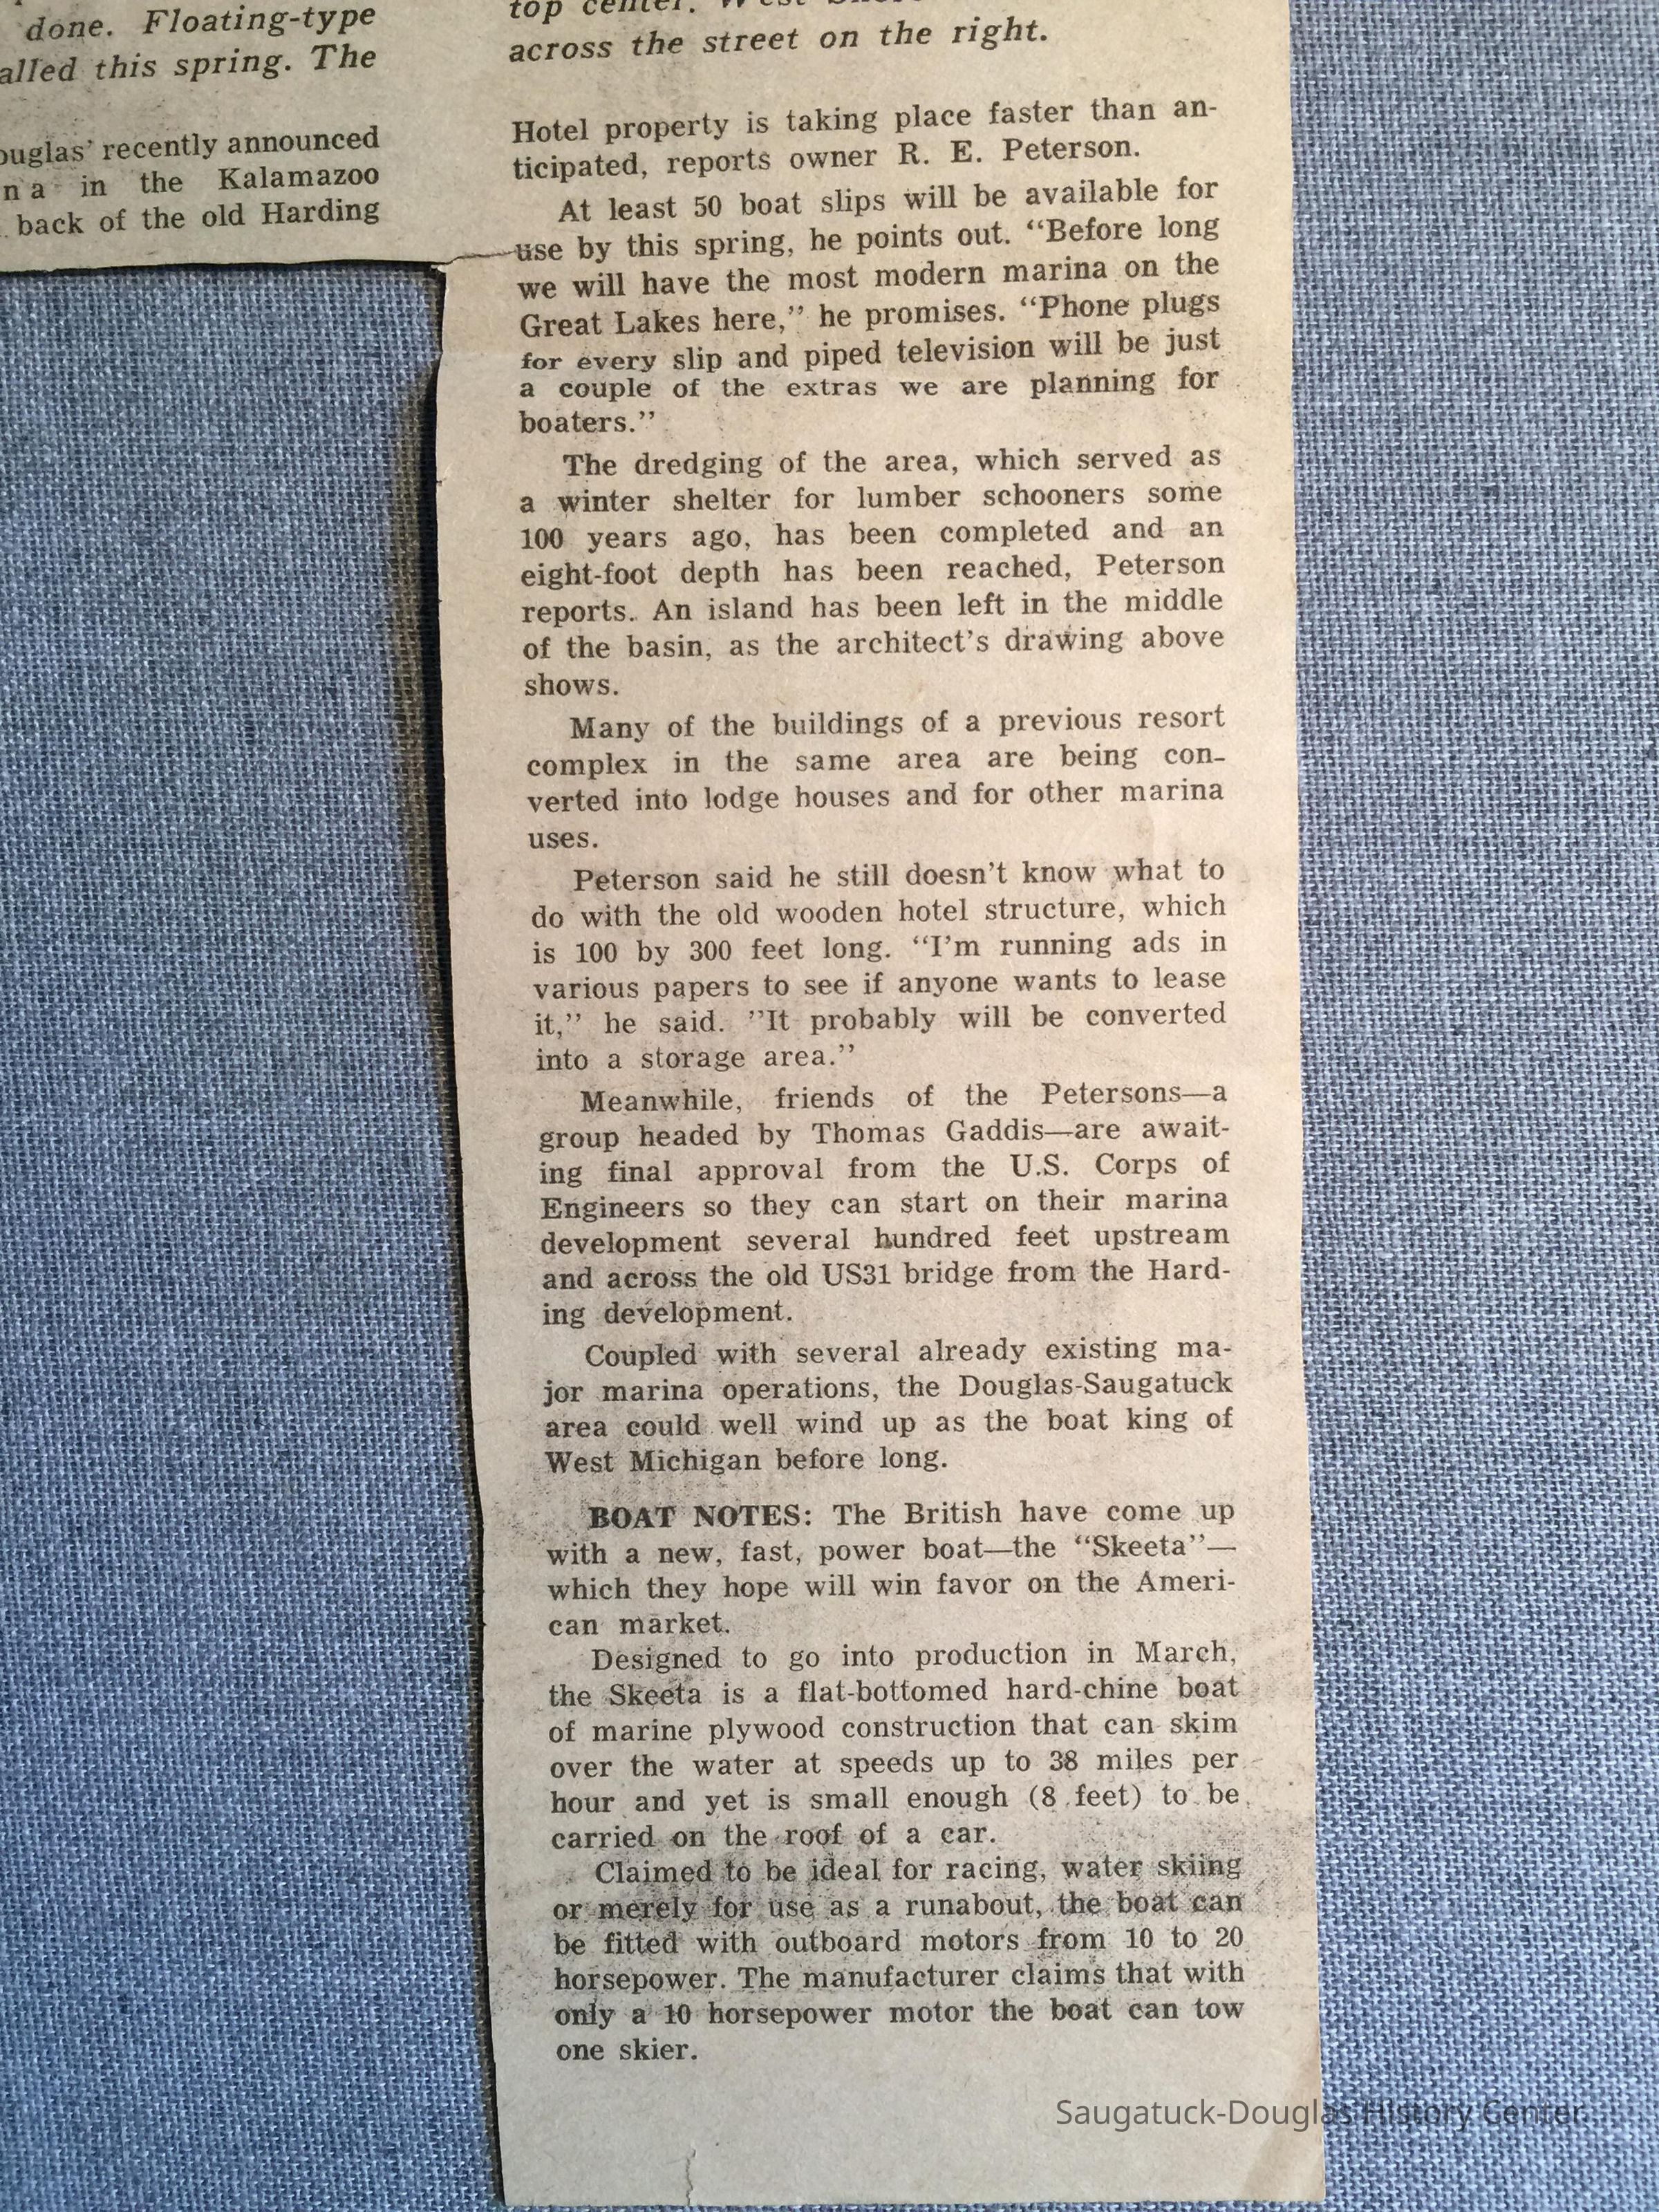 done. Floating-type
this spring. The
recently announced
in the Kalamazoo
back of the old Harding
top center. West
across the street on the right.
Hotel property is taking place faster than an-
ticipated, reports owner R. E. Peterson.
At least 50 boat slips will be available for
use by this spring, he points out. “Before long
we will have the most modern marina on the
Great Lakes here,” he promises. “Phone plugs
for every slip and piped television will be just
a couple of the extras we are planning for
boaters.”
The dredging of the area, which served as
a winter shelter for lumber schooners some
100 years ago, has been completed and an
eight-foot depth has been reached, Peterson
reports. An island has been left in the middle
of the basin, as the architect’s drawing above
shows.
Many of the buildings of a previous resort
complex in the same area are being con-
verted into lodge houses and for other marina
uses.
Peterson said he still doesn’t know what to
do with the old wooden hotel structure, which
is 100 by 300 feet long. “I’m running ads in
various papers to see if anyone wants to lease
it,” he said. ”It probably will be converted
into a storage area.”
Meanwhile, friends of the Petersons—a
group headed by Thomas Gaddis—are await-
ing final approval from the U.S. Corps of
Engineers so they can start on their marina
development several hundred feet upstream
and across the old US31 bridge from the Hard-
ing development.
Coupled with several already existing ma-
jor marina operations, the Douglas-Saugatuck
area could well wind up as the boat king of
West Michigan before long.
BOAT NOTES: The British have come up
with a new, fast, power boat—the “Skeeta”—
which they hope will win favor on the Ameri-
can market.
Designed to go into production in March,
the Skeeta is a flat-bottomed hard-chine boat
of marine plywood construction that can skim
over the water at speeds up to 38 miles per
hour and yet is small enough (8 feet) to be
carried on the roof of a car.
Claimed to be ideal for racing, water skiing
or merely for use as a runabout, the boat can
be fitted with outboard motors from 10 to 20
horsepower. The manufacturer claims that with
only a 10 horsepower motor the boat can tow
one skier.
Saugatuck-Douglas History Center